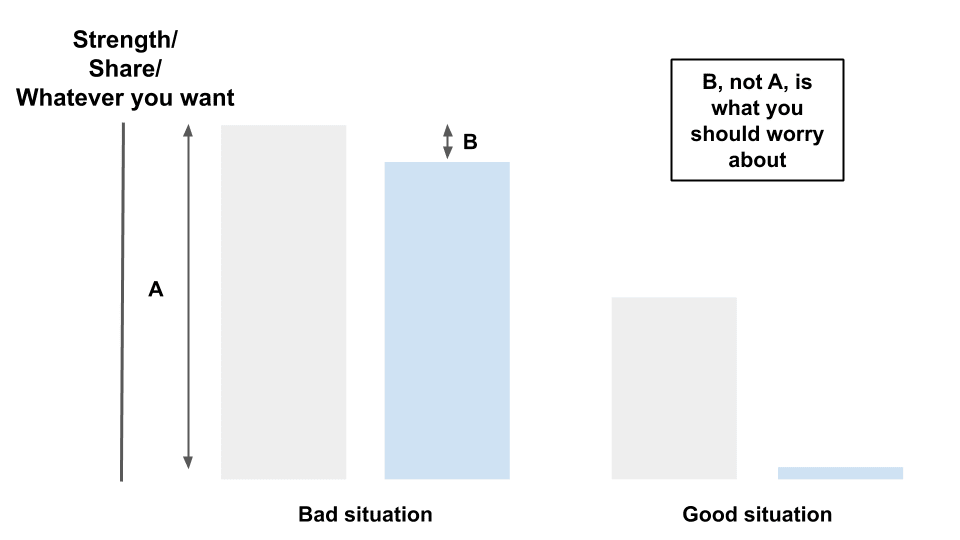 Strength/
Share/
Whatever you want
B, not A, is
what you
should worry
about
B
A
Bad situation
Good situation